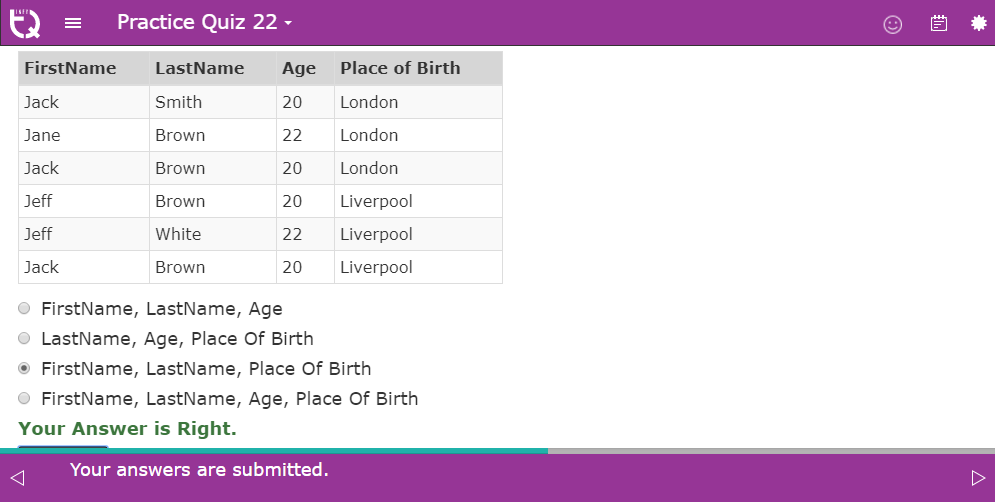 INFY TQ
Practice Quiz 22
FirstName LastName Age Place of Birth
Jack Smith 20 London
Jane Brown 22 London
Jack Brown 20 London
Jeff Brown 20 Liverpool
Jeff White 22 Liverpool
Jack Brown 20 Liverpool
FirstName, LastName, Age
LastName, Age, Place Of Birth
FirstName, LastName, Place Of Birth
FirstName, LastName, Age, Place Of Birth
Your Answer is Right.
Your answers are submitted.